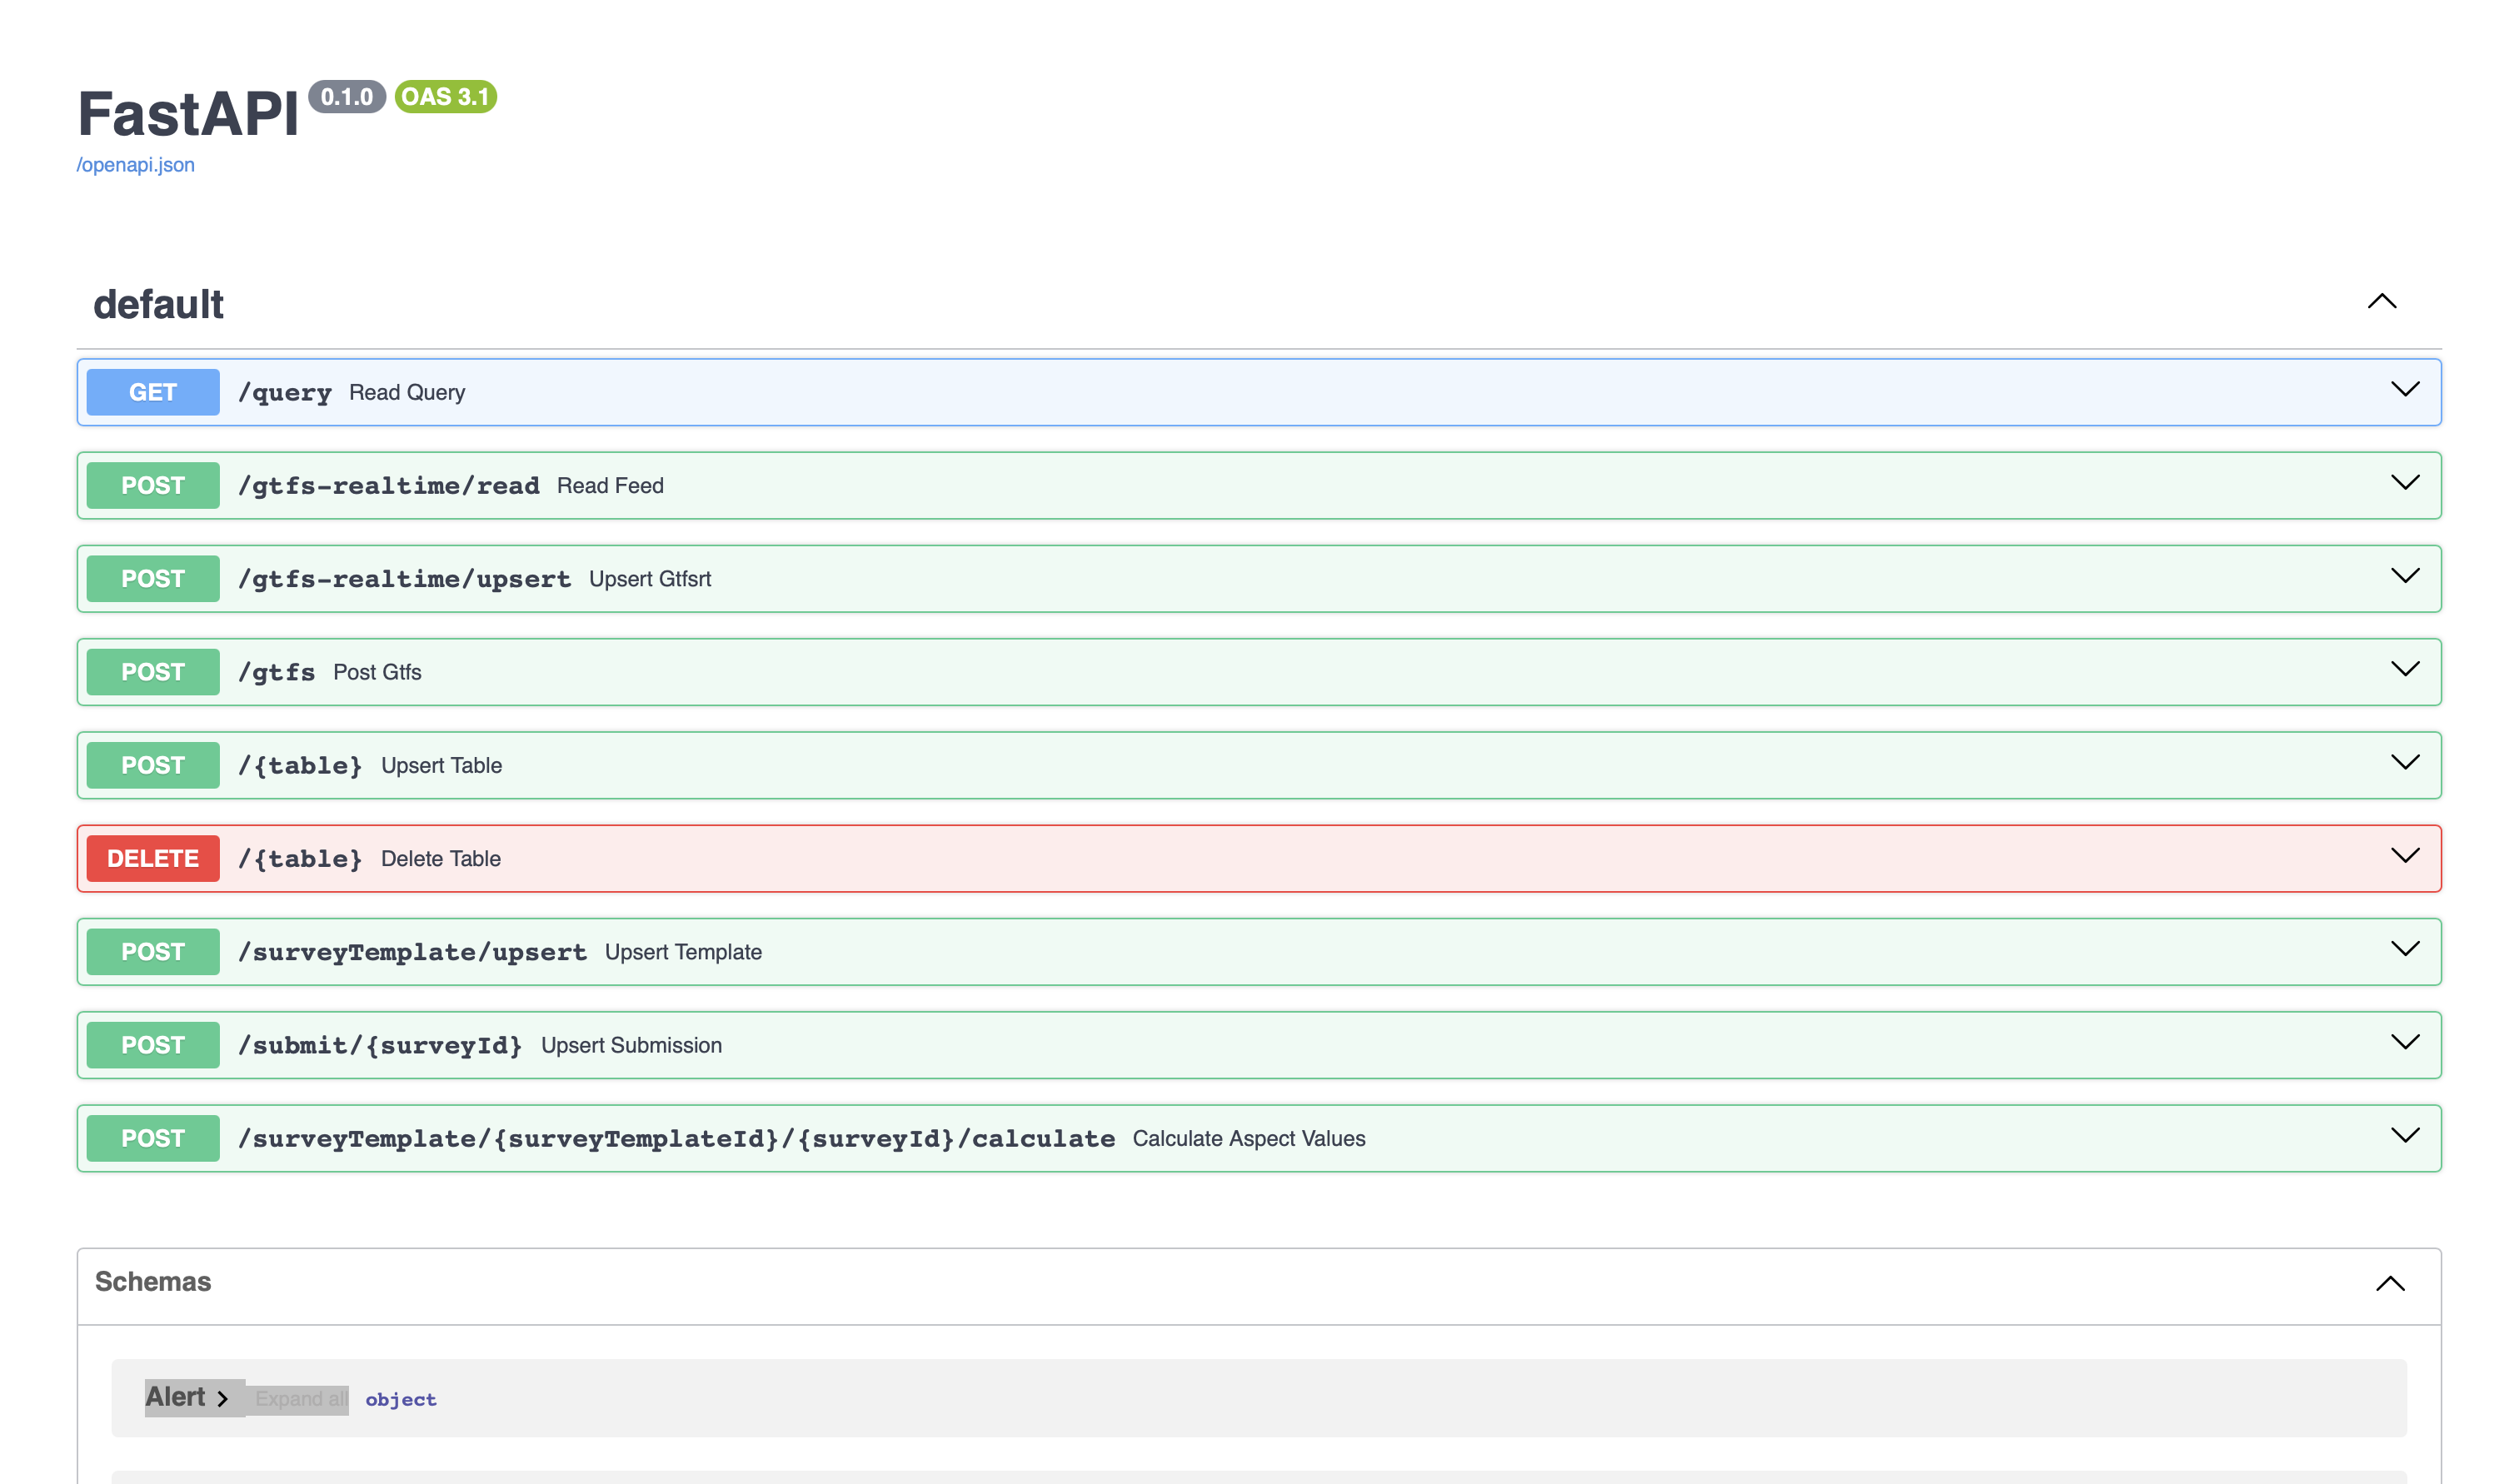 FastAPI 0.1.0 OAS 3.1
/openapi.json
default
GET /query Read Query
POST /gtfs-realtime/read Read Feed
POST /gtfs-realtime/upsert Upsert Gtfsrt
POST /gtfs Post Gtfs
POST /{table} Upsert Table
DELETE /{table} Delete Table
POST /surveyTemplate/upsert Upsert Template
POST /submit/{surveyId} Upsert Submission
POST /surveyTemplate/{surveyTemplateId}/{surveyId}/calculate Calculate Aspect Values
Schemas
Alert Expand all object